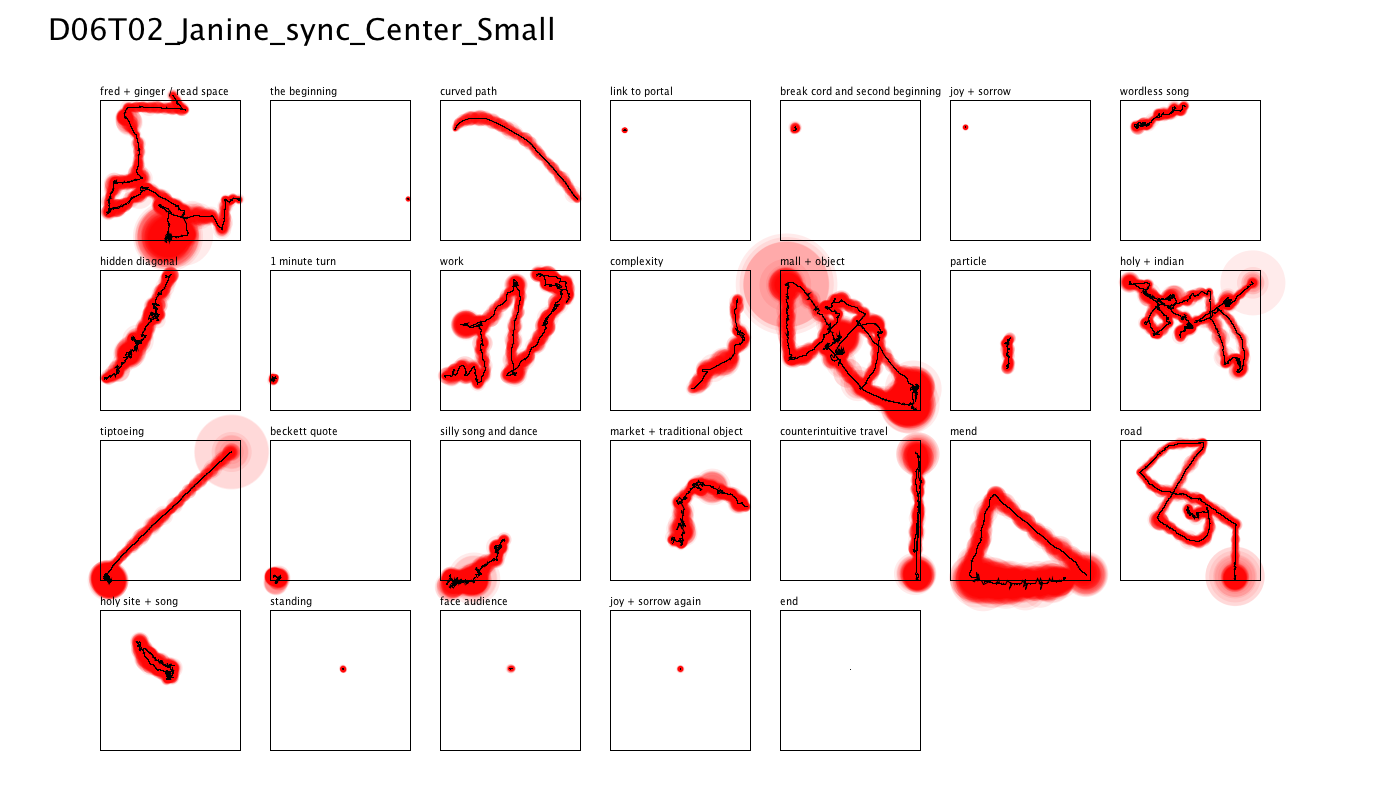 D06T02_Janine_sync_Center_Small
fred + ginger / read space
the beginning
curved path
link to portal
break cord and second beginning
joy + sorrow
wordless song
hidden diagonal
1 minute turn
work
complexity
mall + object
particle
holy + indian
tiptoeing
beckett quote
silly song and dance
market + traditional object
counterintuitive travel
mend
road
holy site + song
standing
face audience
joy + sorrow again
end